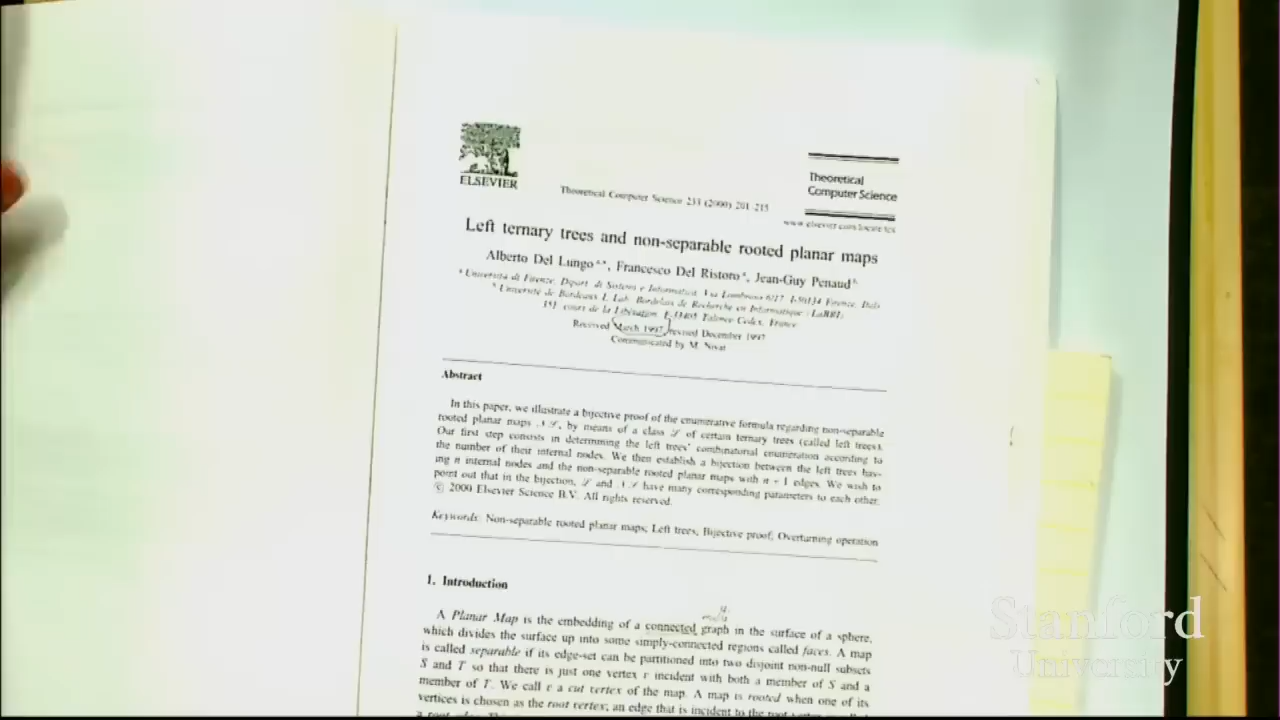 ELSEVIER
Theoretical Computer Science 233 (2000) 201-215
Theoretical
Computer Science
www.elsevier.com/locate/tcs
Left ternary trees and non-separable rooted planar maps
Alberto Del Lungo a,*, Francesco Del Ristoro a, Jean-Guy Penaud b
a Università di Firenze, Dipart. di Sistemi e Informatica, Via Lombroso 6/17, I-50134 Firenze, Italy
b Université de Bordeaux I, Lab. Bordelais de Recherche en Informatique (LaBRI),
351, cours de la Libération, F-33405 Talence Cedex, France
Received March 1997; revised December 1997
Communicated by M. Nivat
Abstract
In this paper, we illustrate a bijective proof of the enumerative formula regarding non-separable
rooted planar maps by means of a class ℒ of certain ternary trees (called left trees).
Our first step consists in determining the left trees' combinatorial enumeration according to
the number of their internal nodes. We then establish a bijection between the left trees hav-
ing n internal nodes and the non-separable rooted planar maps with n + 1 edges. We wish to
point out that in the bijection, ℒ and have many corresponding parameters to each other.
© 2000 Elsevier Science B.V. All rights reserved.
Keywords: Non-separable rooted planar maps; Left trees; Bijective proof; Overturning operation
1. Introduction
A Planar Map is the embedding of a connected graph in the surface of a sphere,
which divides the surface up into some simply-connected regions called faces. A map
is called separable if its edge-set can be partitioned into two disjoint non-null subsets
S and T so that there is just one vertex v incident with both a member of S and a
member of T. We call v a cut vertex of the map. A map is rooted when one of its
vertices is chosen as the root vertex; an edge that is incident to the root vertex
a root edge.
Stanford
University